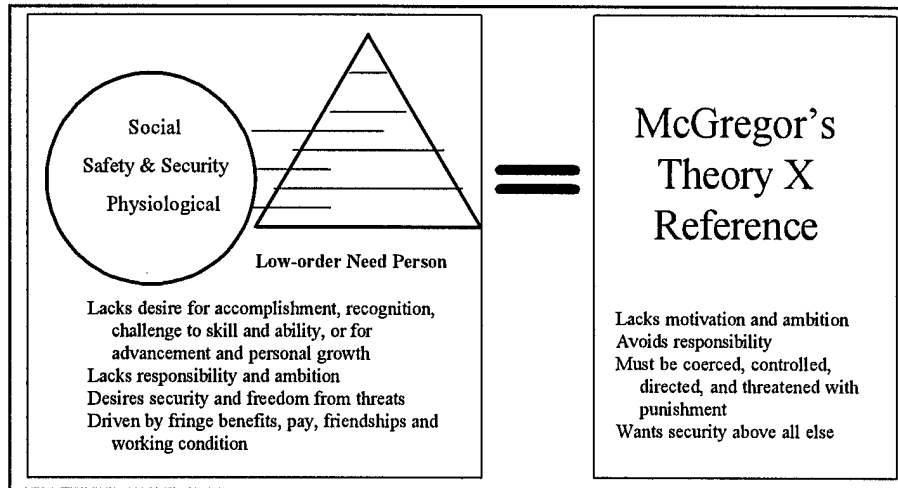 Social
Safety & Security
Physiological
Low-order Need Person
Lacks desire for accomplishment, recognition,
challenge to skill and ability, or for
advancement and personal growth
Lacks responsibility and ambition
Desires security and freedom from threats
Driven by fringe benefits, pay, friendships and
working condition
McGregor's
Theory X
Reference
Lacks motivation and ambition
Avoids responsibility
Must be coerced, controlled,
directed, and threatened with
punishment
Wants security above all else